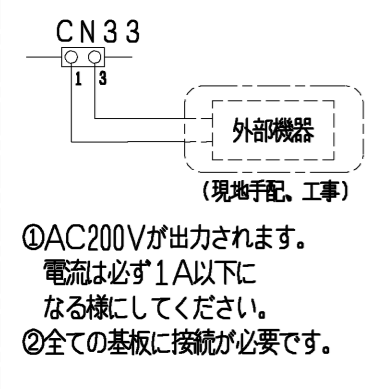 CN33
1 3
外部機器
(現地手配、工事)
①AC200Vが出力されます。
電流は必ず1A以下に
なる様にしてください。
②全ての基板に接続が必要です。